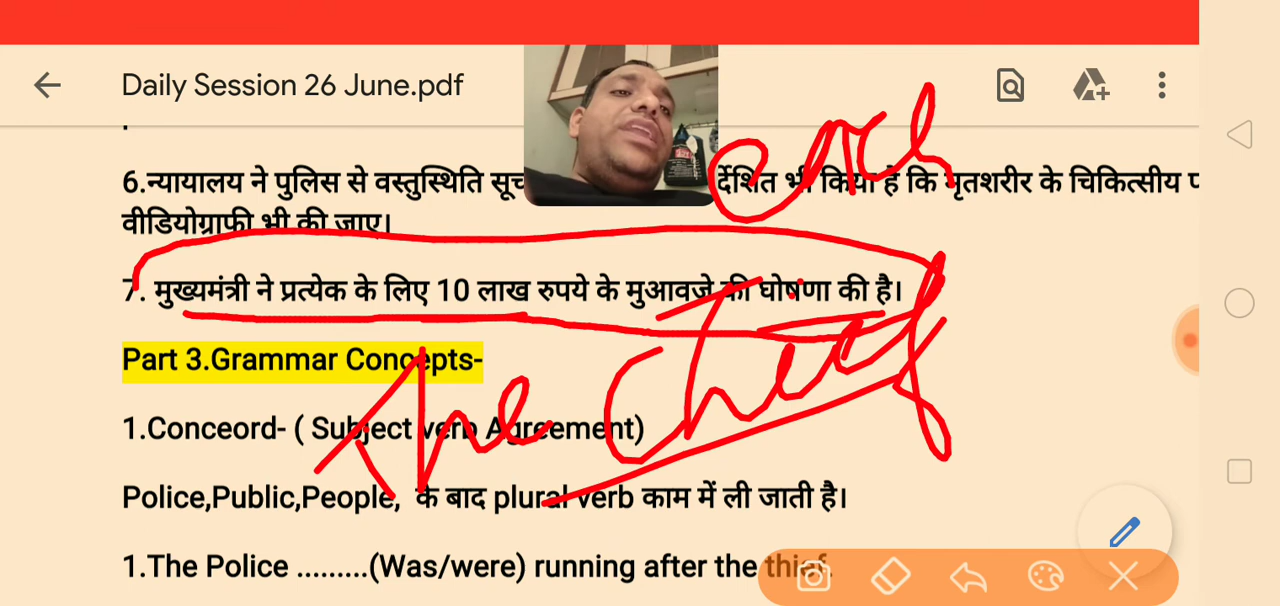 Daily Session 26 June.pdf
6.न्यायालय ने पुलिस से वस्तुस्थिति र्देशित भी किया है कि मृतशरीर के चिकित्सीय
वीडियोग्राफी भी की जाए।
each
7. मुख्यमंत्री ने प्रत्येक के लिए 10 लाख रुपये के मुआवजे की घोषणा की है।
The Chief
Part 3.Grammar Concepts-
1.Conceord- ( Subject verb Agreement)
Police,Public,People, के बाद plural verb काम में ली जाती है।
1.The Police .........(Was/were) running after the thief.